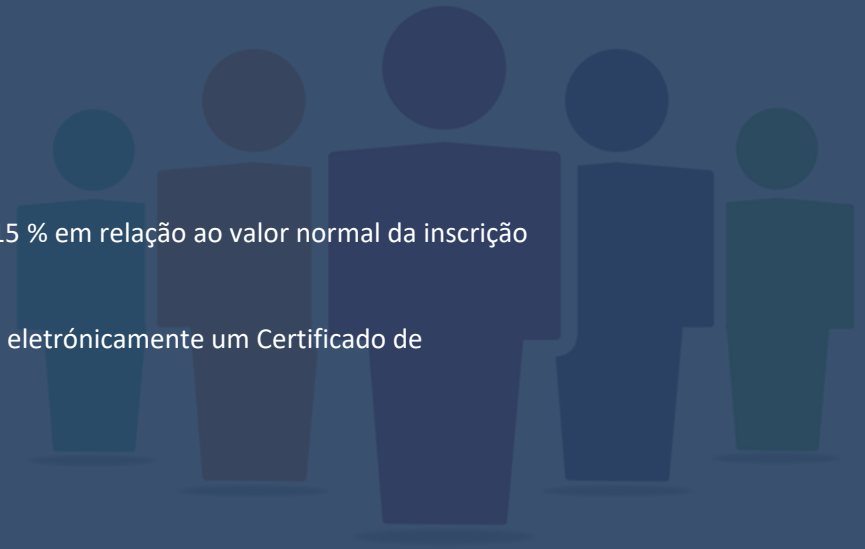 15 % em relação ao valor normal da inscrição
eletrónicamente um Certificado de